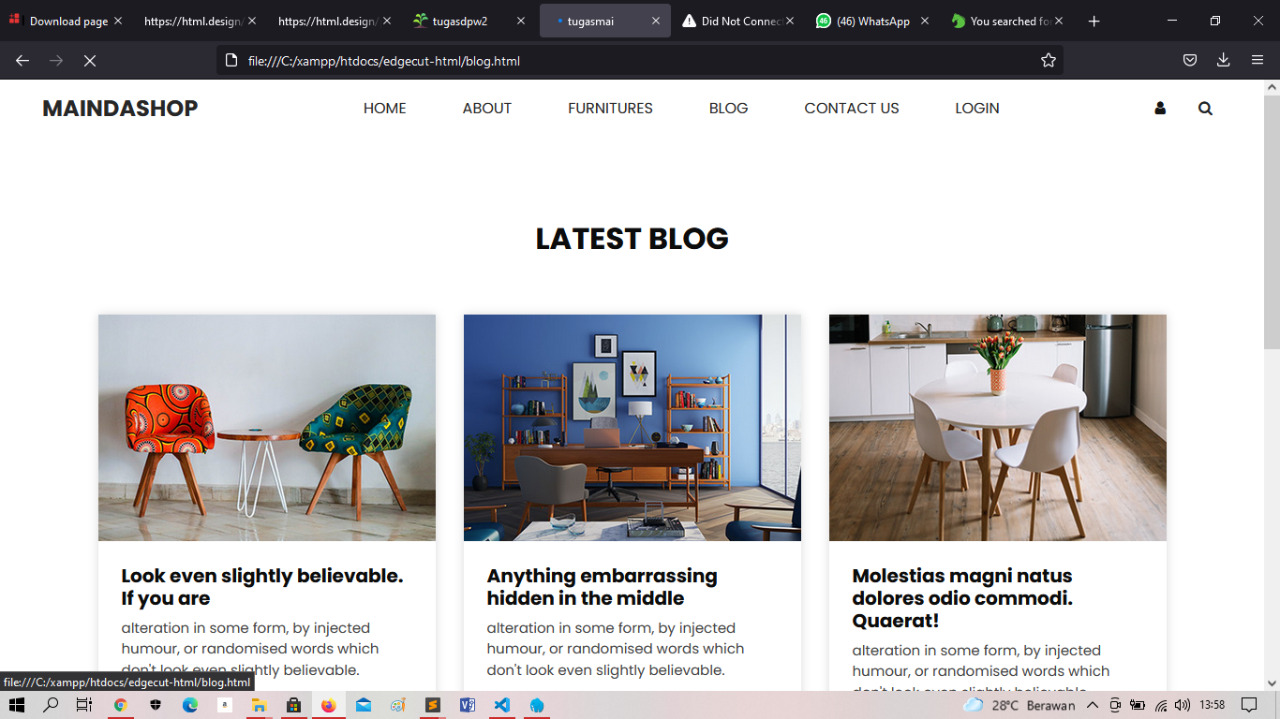 Download page
https://html.design/
https://html.design/
tugasdpw2
tugasmai
Did Not Connec
(46) WhatsApp
You searched fo
file:///C:/xampp/htdocs/edgecut-html/blog.html
MAINDASHOP
HOME
ABOUT
FURNITURES
BLOG
CONTACT US
LOGIN
LATEST BLOG
Look even slightly believable.
If you are
alteration in some form, by injected
humour, or randomised words which
don't look even slightly believable.
Anything embarrassing
hidden in the middle
alteration in some form, by injected
humour, or randomised words which
don't look even slightly believable.
Molestias magni natus
dolores odio commodi.
Quaerat!
alteration in some form, by injected
humour, or randomised words which
don't look even slightly believable.
file:///C:/xampp/htdocs/edgecut-html/blog.html
28°C Berawan
13:58